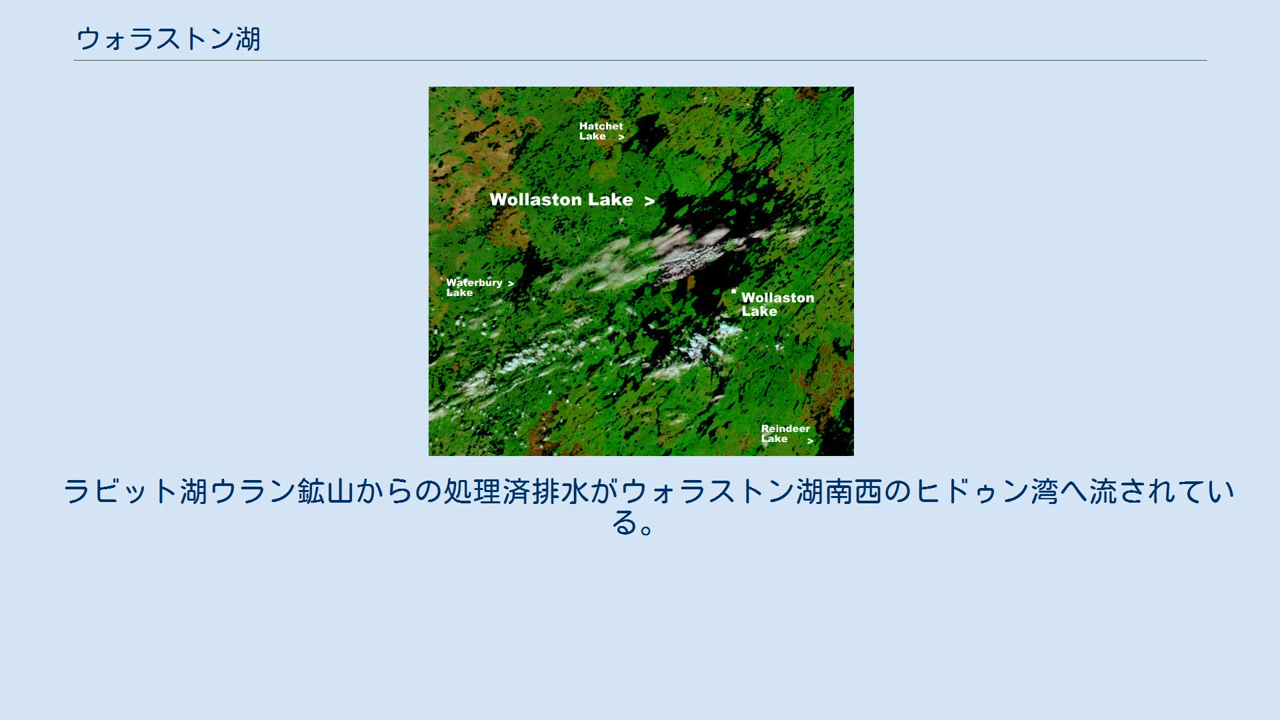 ウォラストン湖
Hatchet
Lake >
Wollaston Lake >
Waterbury >
Lake
Wollaston
Lake
Reindeer
Lake >
ラビット湖ウラン鉱山からの処理済排水がウォラストン湖南西のヒドゥン湾へ流されてい
る。